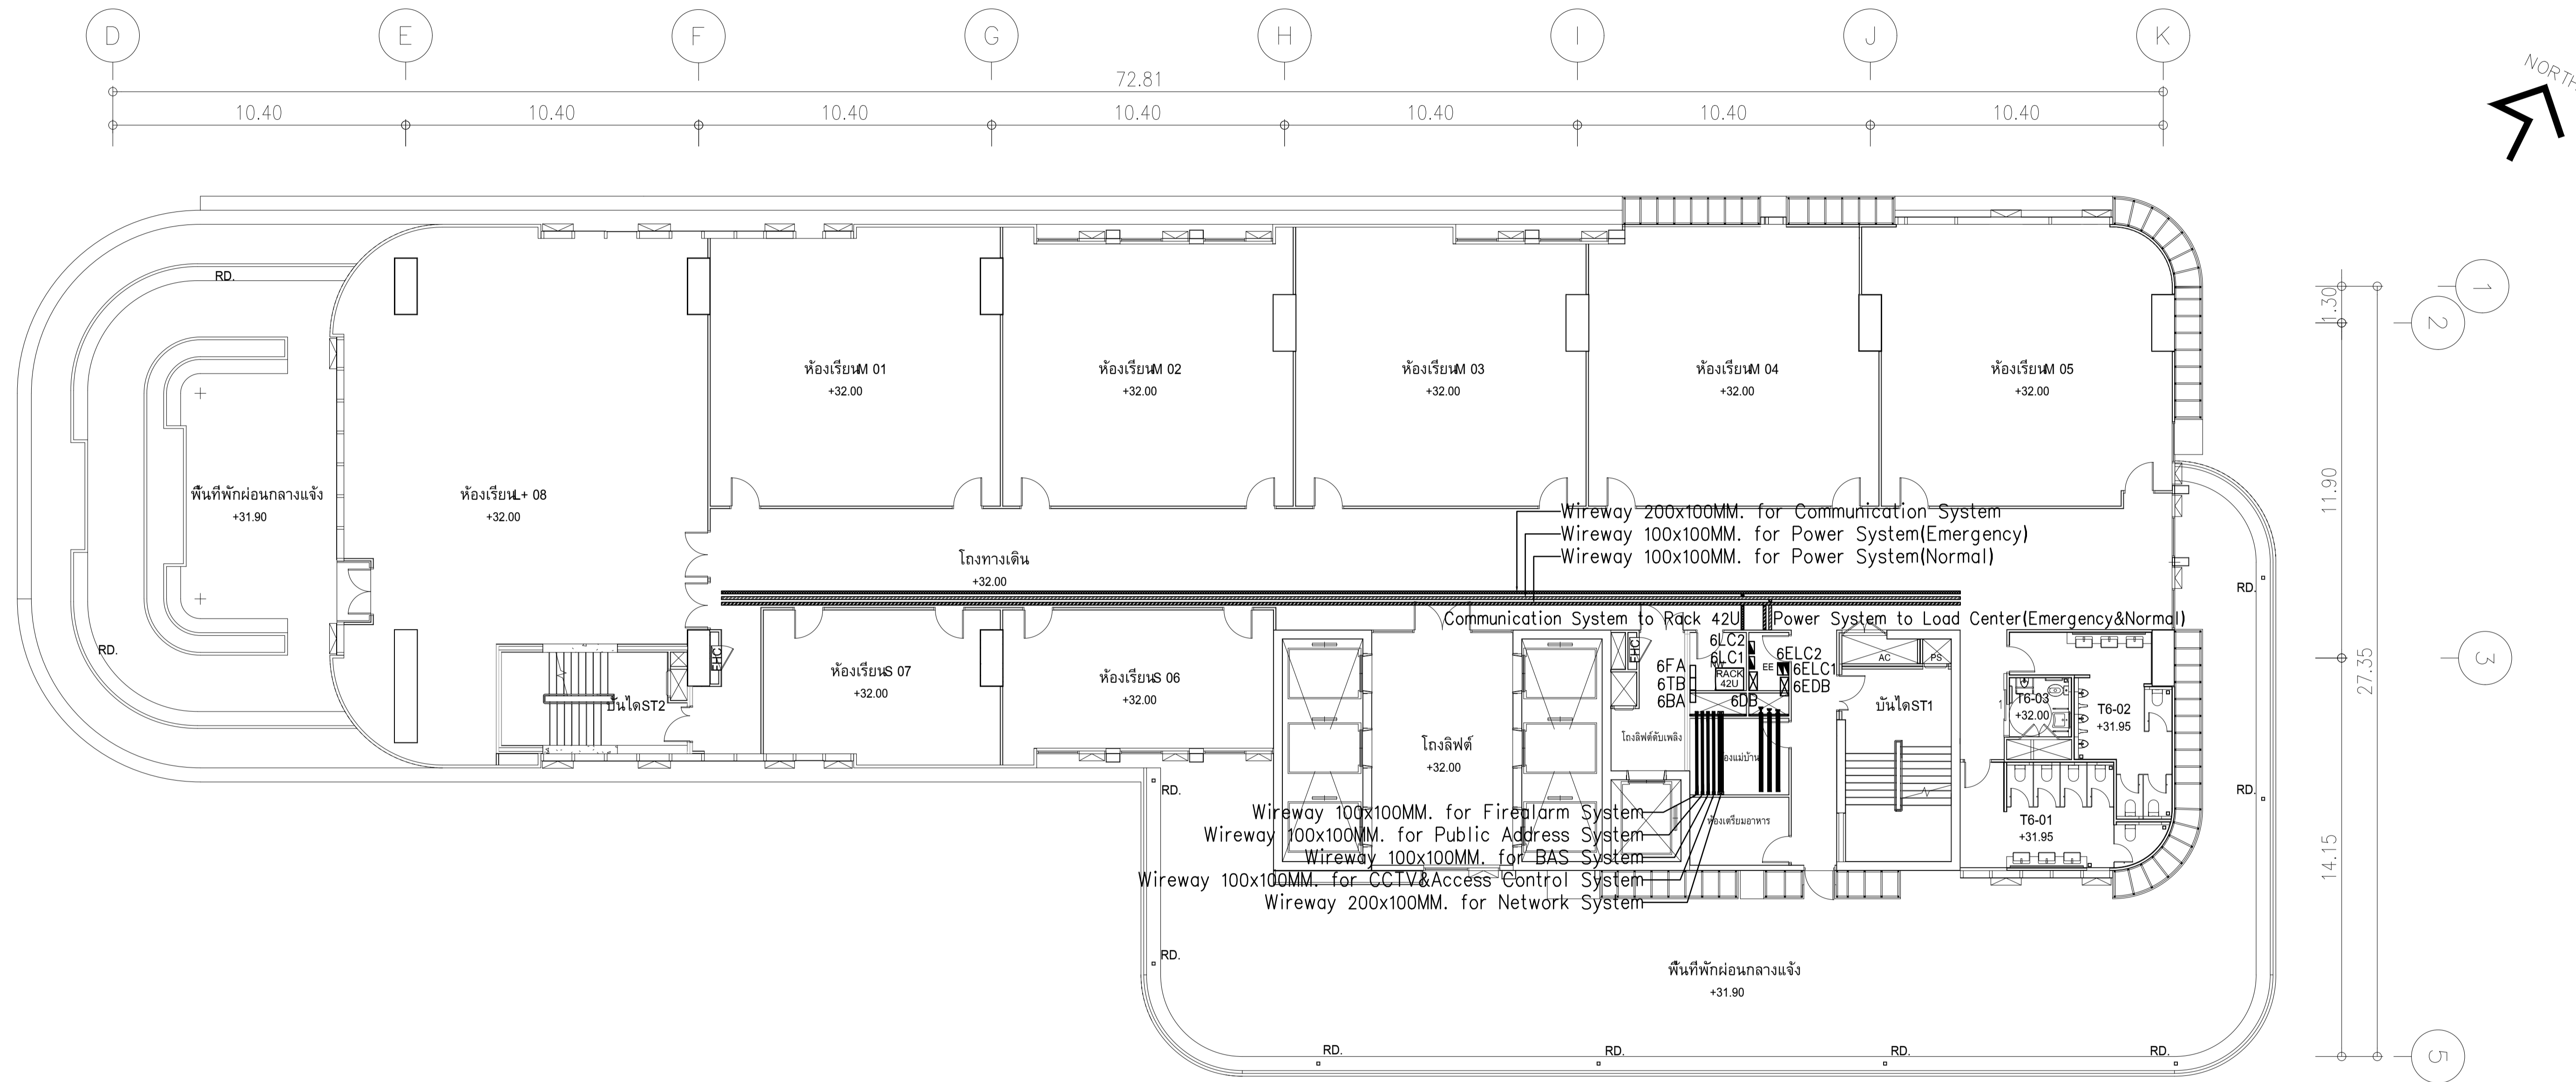 D
E
F
G
H
I
J
K
NORTH
72.81
10.40
10.40
10.40
10.40
10.40
10.40
10.40
1
2
3
5
1.30
11.90
14.15
27.35
RD.
ห้องเรียนM 01
+32.00
ห้องเรียนM 02
+32.00
ห้องเรียนM 03
+32.00
ห้องเรียนM 04
+32.00
ห้องเรียนM 05
+32.00
พื้นที่พักผ่อนกลางแจ้ง
+31.90
ห้องเรียนL+ 08
+32.00
Wireway 200x100MM. for Communication System
Wireway 100x100MM. for Power System(Emergency)
Wireway 100x100MM. for Power System(Normal)
โถงทางเดิน
+32.00
RD.
Communication System to Rack 42U
Power System to Load Center(Emergency&Normal)
RD.
EHC
EHC
6LC2
6LC1
6FA
6TB
6BA
RACK
42U
EE
6ELC2
6ELC1
6EDB
6DB
AC
PS
ห้องเรียนS 07
+32.00
ห้องเรียนS 06
+32.00
บันไดST2
บันไดST1
T6-03
+32.00
T6-02
+31.95
โถงลิฟต์
+32.00
โถงลิฟต์ดับเพลิง
ห้องแม่บ้าน
RD.
RD.
Wireway 100x100MM. for Firealarm System
ห้องเตรียมอาหาร
T6-01
+31.95
Wireway 100x100MM. for Public Address System
Wireway 100x100MM. for BAS System
Wireway 100x100MM. for CCTV&Access Control System
Wireway 200x100MM. for Network System
RD.
พื้นที่พักผ่อนกลางแจ้ง
+31.90
RD.
RD.
RD.
RD.